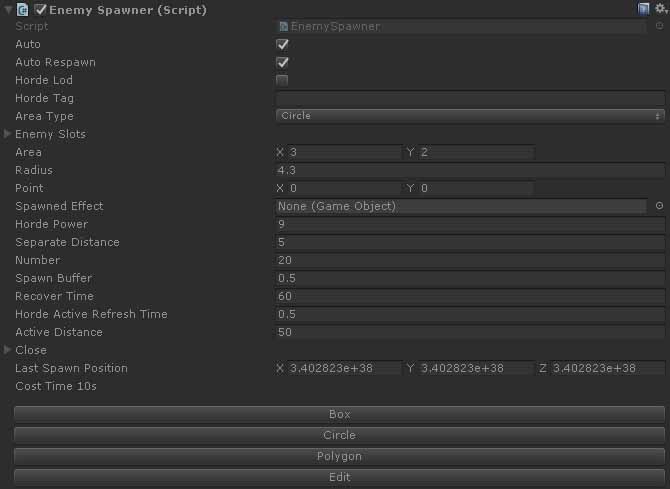 Enemy Spawner (Script)
Script EnemySpawner
Auto
Auto Respawn
Horde Lod
Horde Tag
Area Type Circle
Enemy Slots
Area X 3 Y 2
Radius 4.3
Point X 0 Y 0
Spawned Effect None (Game Object)
Horde Power 9
Separate Distance 5
Number 20
Spawn Buffer 0.5
Recover Time 60
Horde Active Refresh Time 0.5
Active Distance 50
Close
Last Spawn Position X 3.402823e+38 Y 3.402823e+38 Z 3.402823e+38
Cost Time 10s
Box
Circle
Polygon
Edit